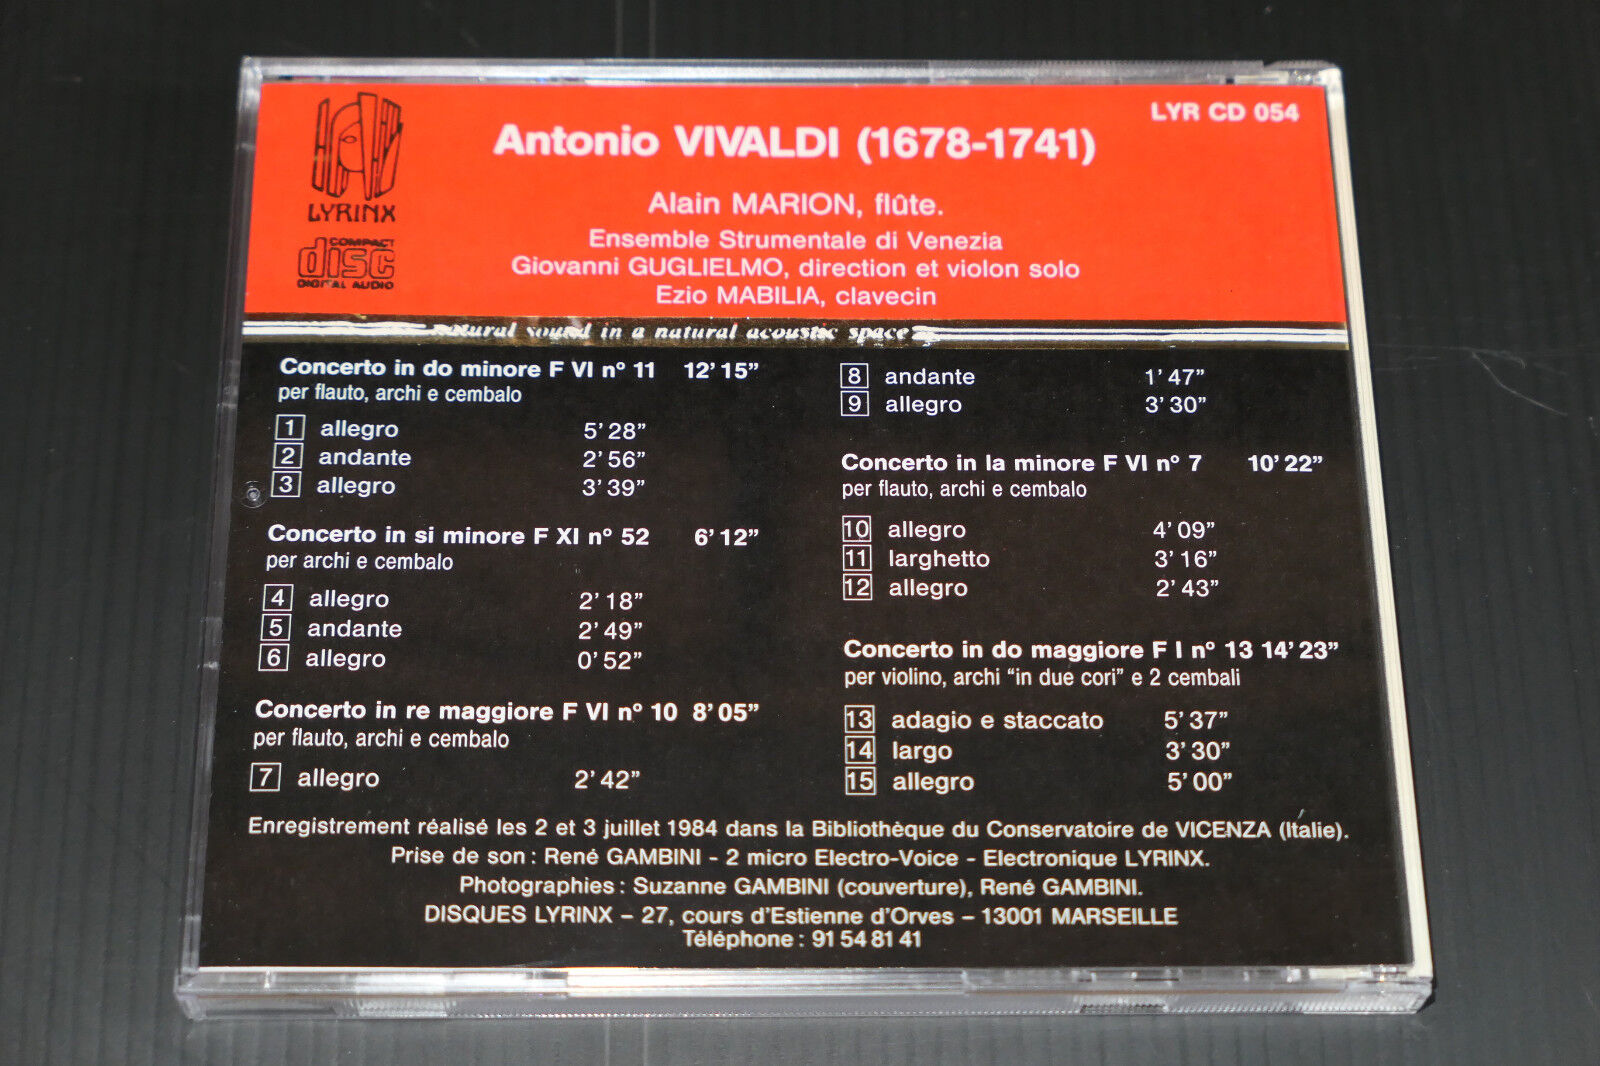 LYRINX
COMPACT
disc
DIGITAL AUDIO
LYR CD 054
Antonio VIVALDI (1678-1741)
Alain MARION, flûte.
Ensemble Strumentale di Venezia
Giovanni GUGLIELMO, direction et violon solo
Ezio MABILIA, clavecin
natural sound in a natural acoustic space
Concerto in do minore F VI nº 11 12' 15"
per flauto, archi e cembalo
1 allegro 5' 28"
2 andante 2' 56"
3 allegro 3' 39"
Concerto in si minore F XI nº 52 6' 12"
per archi e cembalo
4 allegro 2' 18"
5 andante 2' 49"
6 allegro 0' 52"
Concerto in re maggiore F VI nº 10 8' 05"
per flauto, archi e cembalo
7 allegro 2' 42"
8 andante 1' 47"
9 allegro 3' 30"
Concerto in la minore F VI nº 7 10' 22"
per flauto, archi e cembalo
10 allegro 4' 09"
11 larghetto 3' 16"
12 allegro 2' 43"
Concerto in do maggiore F I nº 13 14' 23"
per violino, archi "in due cori" e 2 cembali
13 adagio e staccato 5' 37"
14 largo 3' 30"
15 allegro 5' 00"
Enregistrement réalisé les 2 et 3 juillet 1984 dans la Bibliothèque du Conservatoire de VICENZA (Italie).
Prise de son : René GAMBINI - 2 micro Electro-Voice - Electronique LYRINX.
Photographies : Suzanne GAMBINI (couverture), René GAMBINI.
DISQUES LYRINX – 27, cours d'Estienne d'Orves – 13001 MARSEILLE
Téléphone : 91 54 81 41